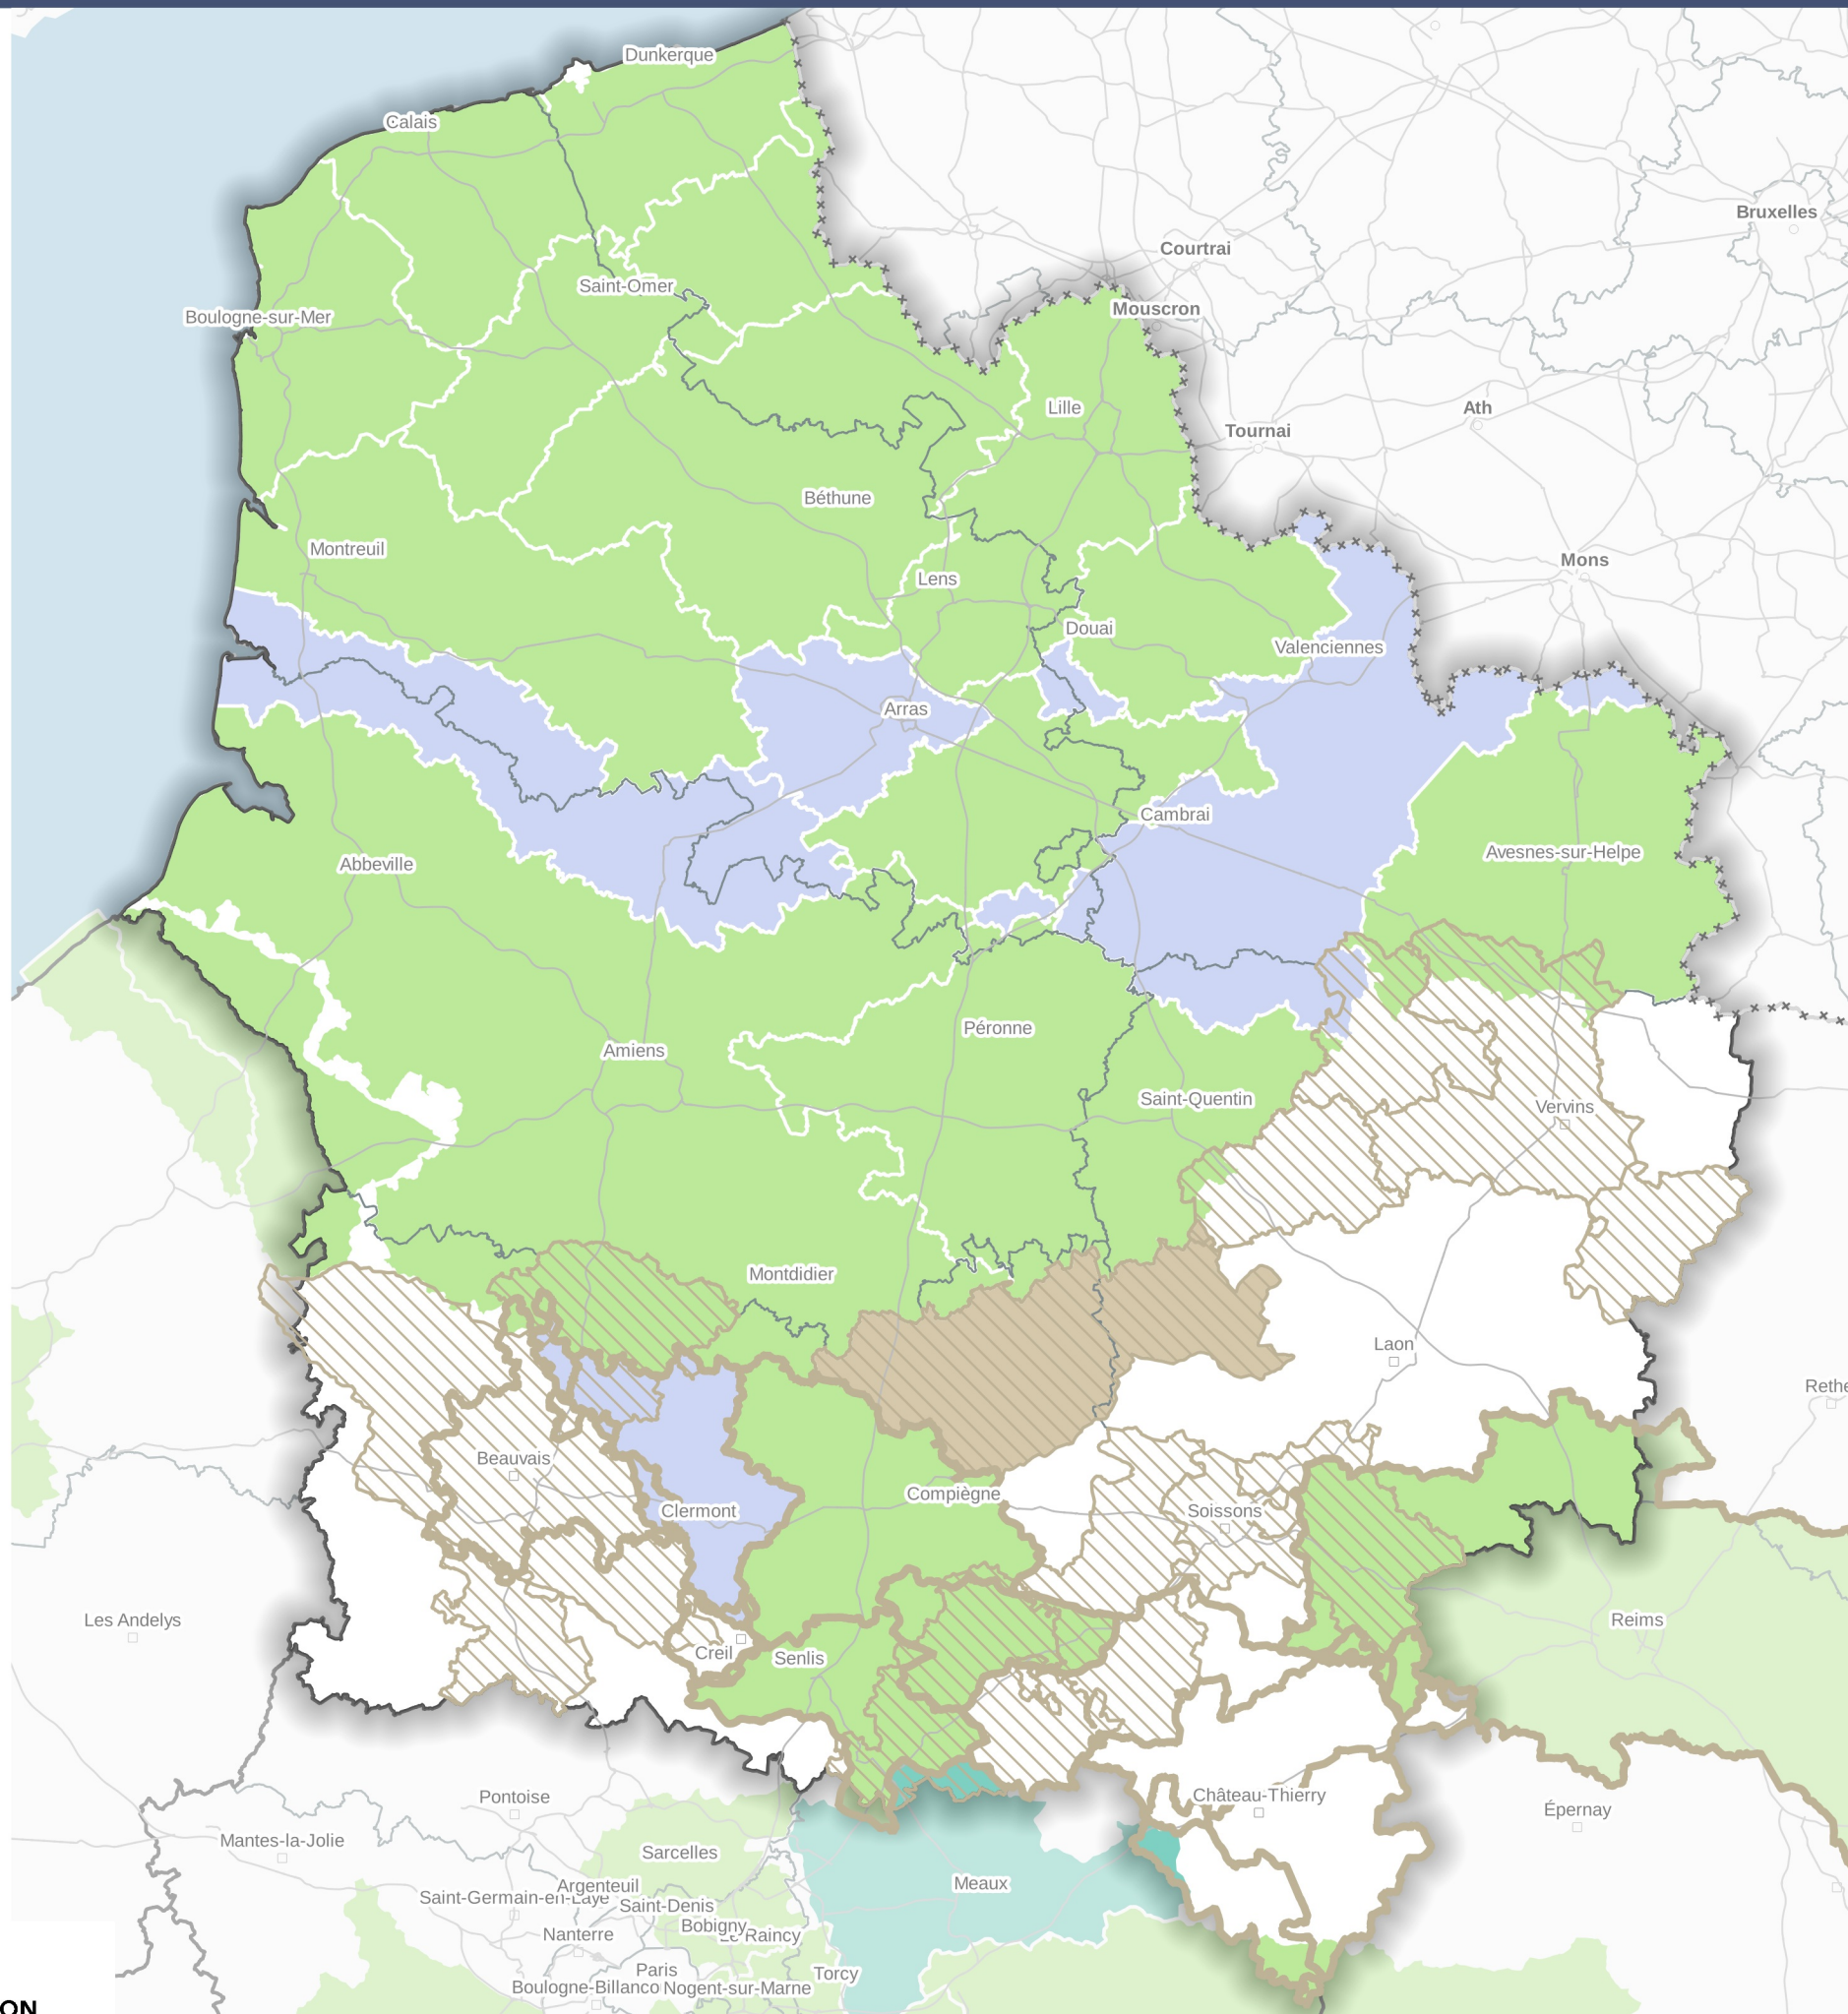 Dunkerque
Calais
Bruxelles
Courtrai
Saint-Omer
Mouscron
Boulogne-sur-Mer
Lille
Ath
Tournai
Béthune
Montreuil
Mons
Lens
Douai
Valenciennes
Arras
Cambrai
Avesnes-sur-Helpe
Abbeville
Péronne
Amiens
Saint-Quentin
Vervins
Montdidier
Laon
Rethe
Beauvais
Compiègne
Clermont
Soissons
Les Andelys
Reims
Creil
Senlis
Château-Thierry
Pontoise
Épernay
Mantes-la-Jolie
Sarcelles
Meaux
Argenteuil
Saint-Germain-en-Laye
Saint-Denis
Bobigny
Le Raincy
Nanterre
Paris
Torcy
Boulogne-Billanco
Nogent-sur-Marne
ON